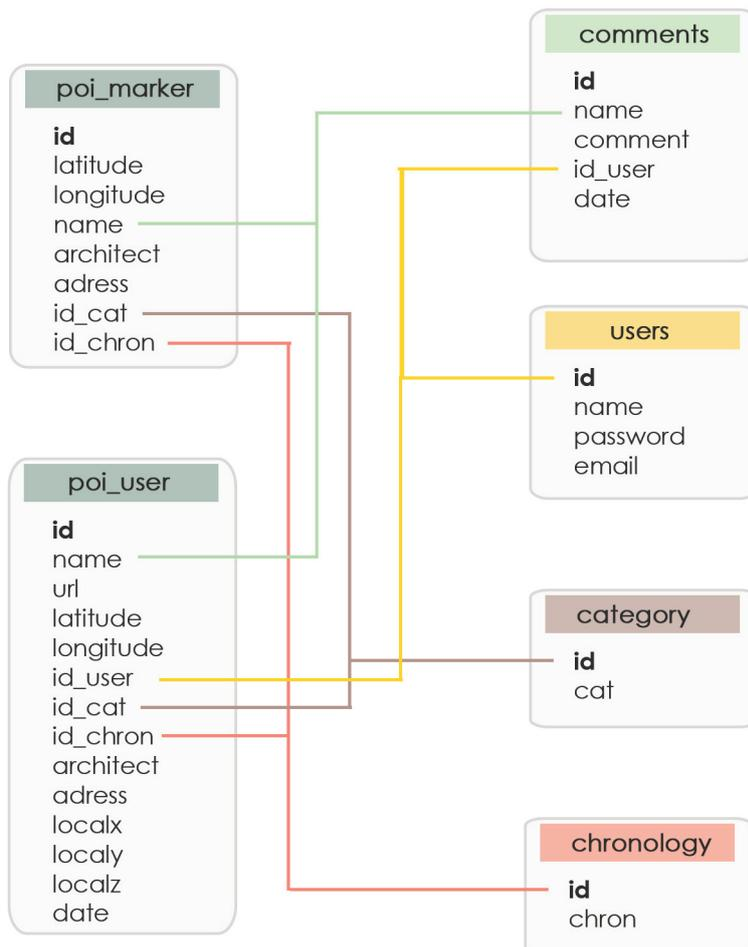 poi_marker
id
latitude
longitude
name
architect
adress
id_cat
id_chron
poi_user
id
name
url
latitude
longitude
id_user
id_cat
id_chron
architect
adress
localx
localy
localz
date
comments
id
name
comment
id_user
date
users
id
name
password
email
category
id
cat
chronology
id
chron